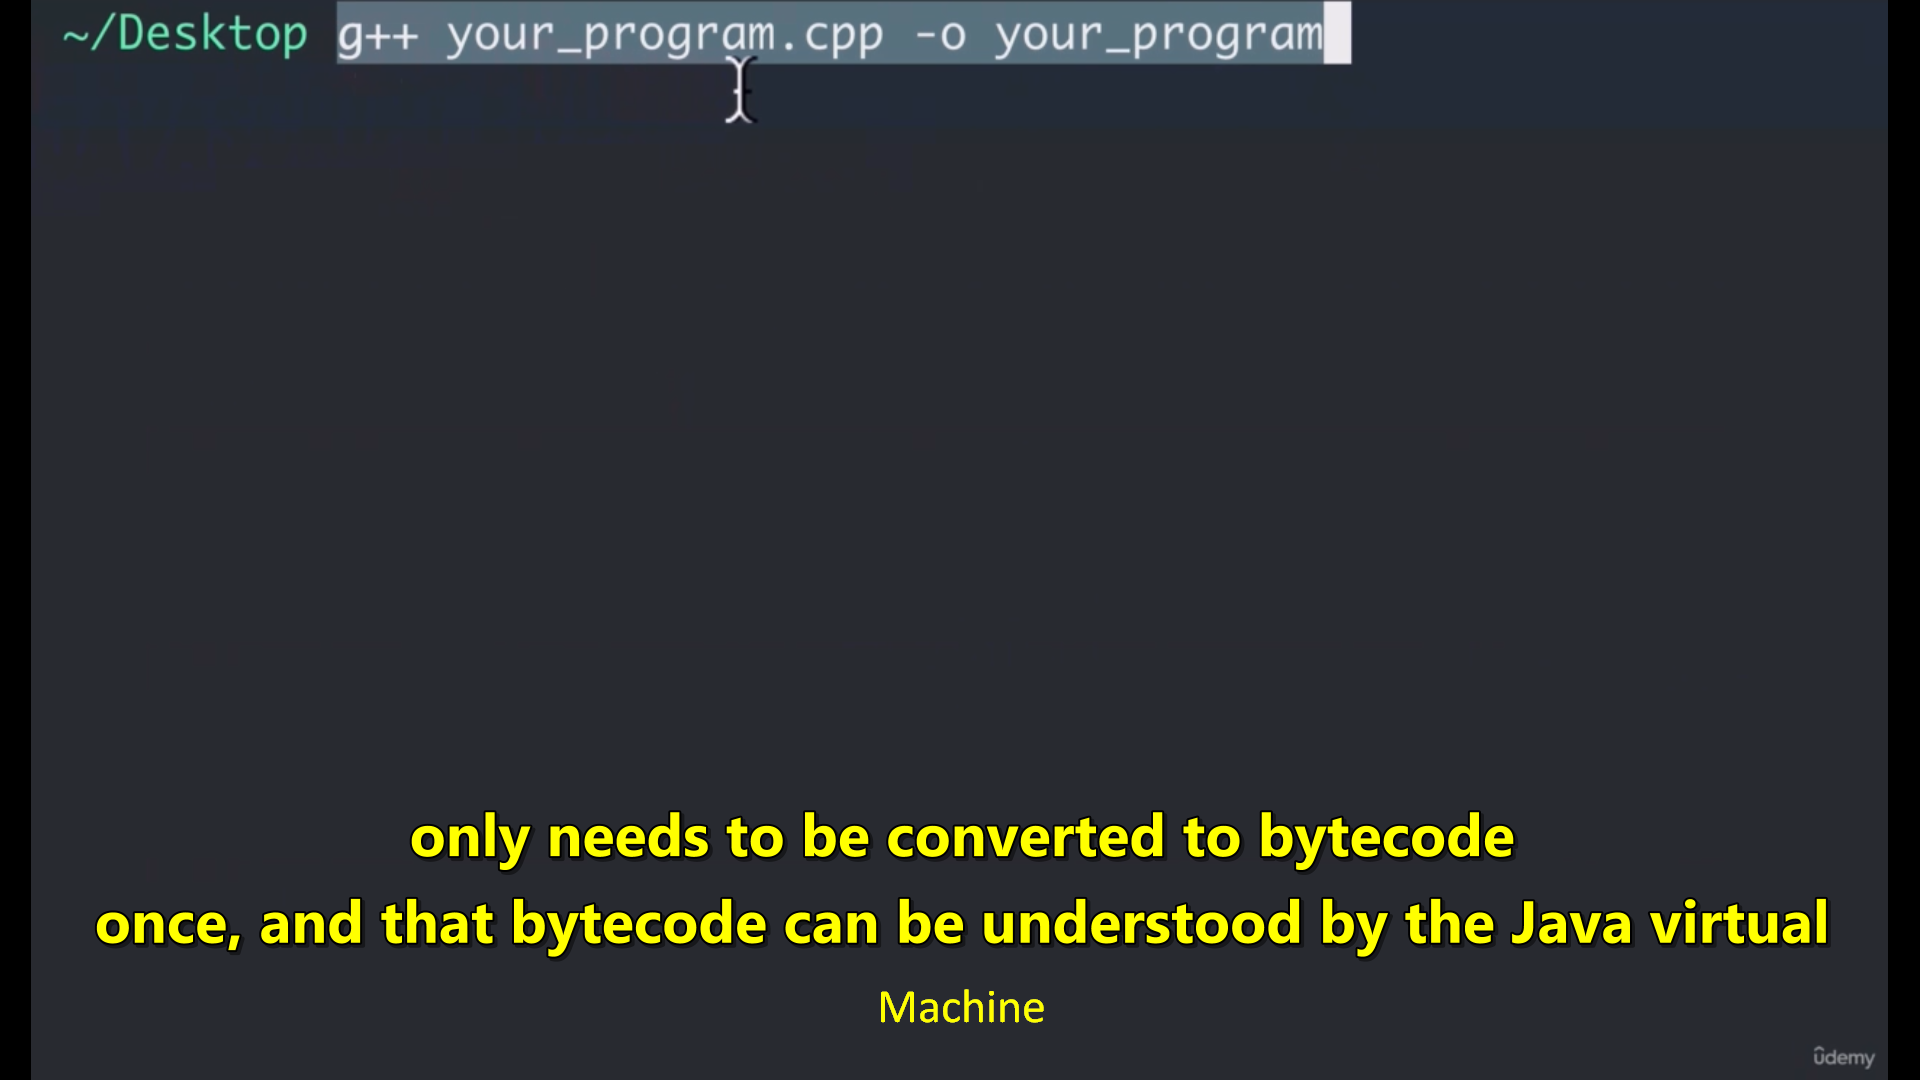 ~/Desktop g++ your_program.cpp -o your_program
only needs to be converted to bytecode
once, and that bytecode can be understood by the Java virtual
Machine
ûdemy